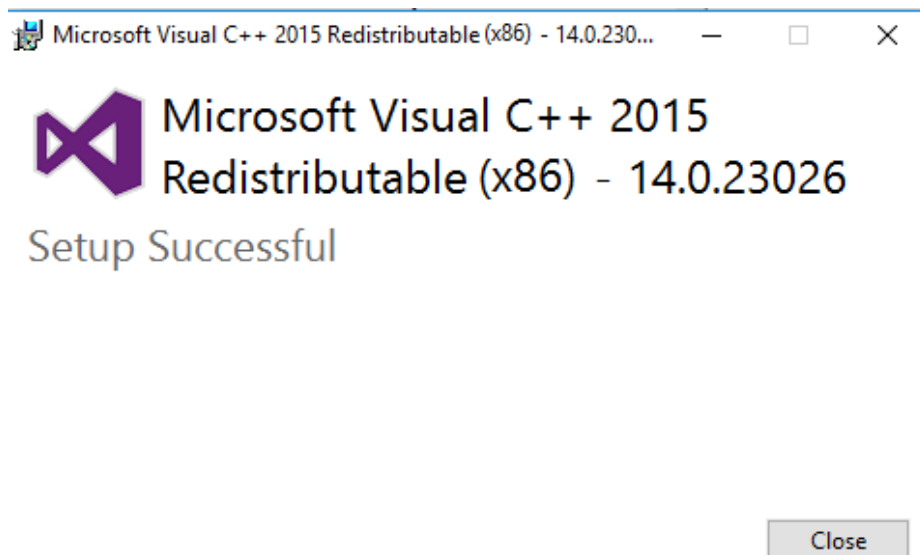 Microsoft Visual C++ 2015 Redistributable (x86) - 14.0.230...
Microsoft Visual C++ 2015
Redistributable (x86) - 14.0.23026
Setup Successful
Close